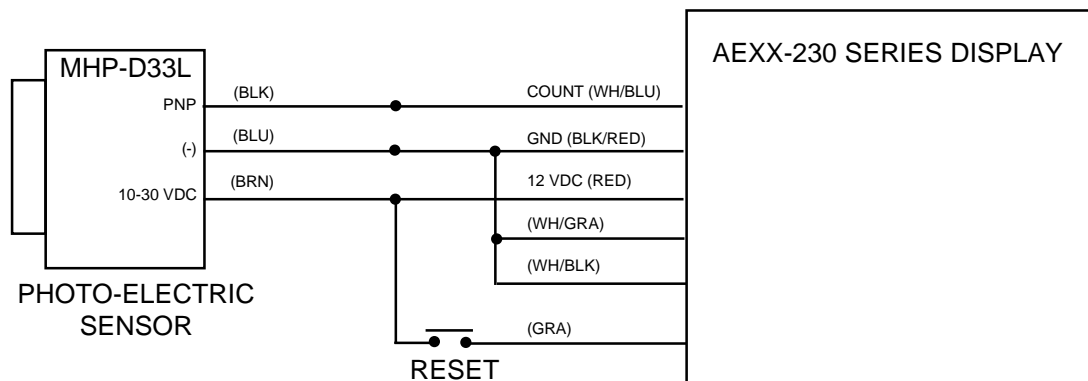 AEXX-230 SERIES DISPLAY
MHP-D33L
PNP
(BLK)
COUNT (WH/BLU)
(-)
(BLU)
GND (BLK/RED)
10-30 VDC
(BRN)
12 VDC (RED)
(WH/GRA)
(WH/BLK)
PHOTO-ELECTRIC
SENSOR
(GRA)
RESET